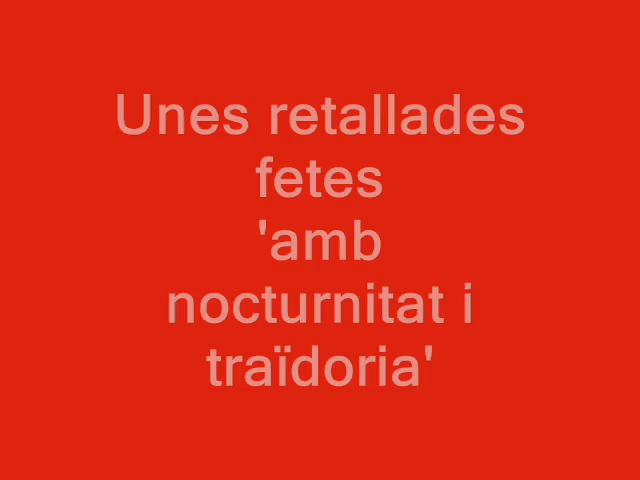 Unes retallades
fetes
'amb
nocturnitat i
traïdoria'